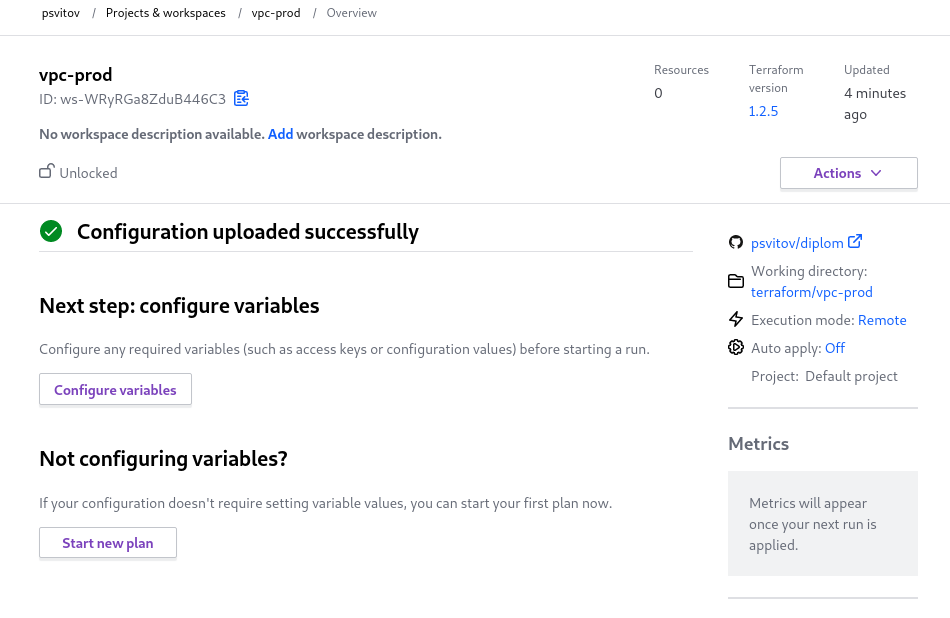 psvitov / Projects & workspaces / vpc-prod / Overview
vpc-prod
ID: ws-WRyRGa8ZduB446C3
No workspace description available. Add workspace description.
Unlocked
Resources
0
Terraform
version
1.2.5
Updated
4 minutes
ago
Actions
Configuration uploaded successfully
Next step: configure variables
Configure any required variables (such as access keys or configuration values) before starting a run.
Configure variables
Not configuring variables?
If your configuration doesn't require setting variable values, you can start your first plan now.
Start new plan
psvitov/diplom
Working directory:
terraform/vpc-prod
Execution mode: Remote
Auto apply: Off
Project: Default project
Metrics
Metrics will appear
once your next run is
applied.